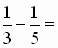 1/3 - 1/5 =